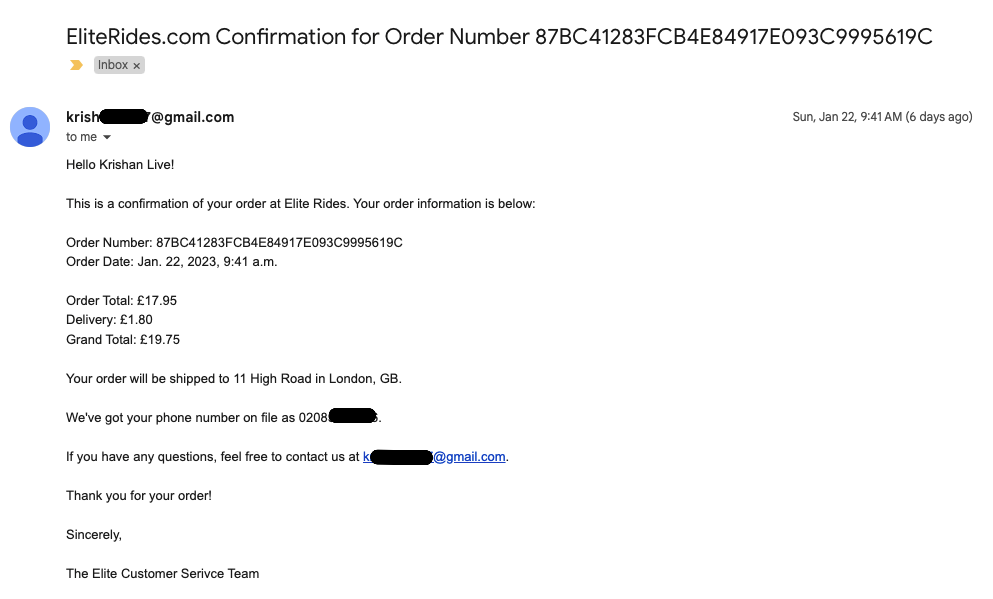 EliteRides.com Confirmation for Order Number 87BC41283FCB4E84917E093C9995619C
Inbox ×
krish 7@gmail.com
Sun, Jan 22, 9:41 AM (6 days ago)
to me
Hello Krishan Live!
This is a confirmation of your order at Elite Rides. Your order information is below:
Order Number: 87BC41283FCB4E84917E093C9995619C
Order Date: Jan. 22, 2023, 9:41 a.m.
Order Total: £17.95
Delivery: £1.80
Grand Total: £19.75
Your order will be shipped to 11 High Road in London, GB.
We've got your phone number on file as 0208
If you have any questions, feel free to contact us at k @gmail.com.
Thank you for your order!
Sincerely,
The Elite Customer Serivce Team